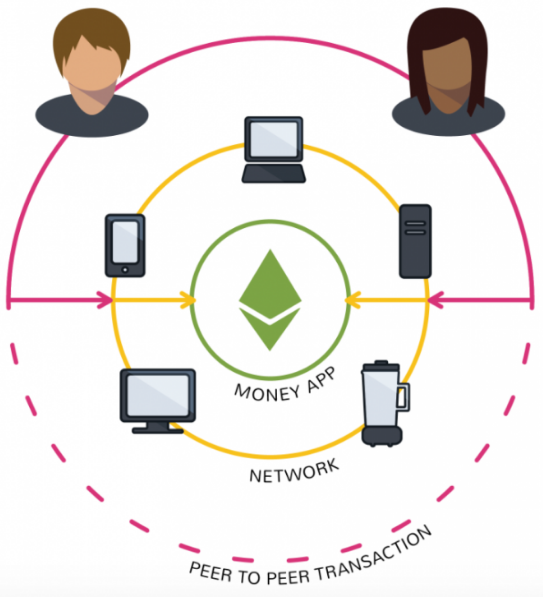 MONEY APP
NETWORK
PEER TO PEER TRANSACTION